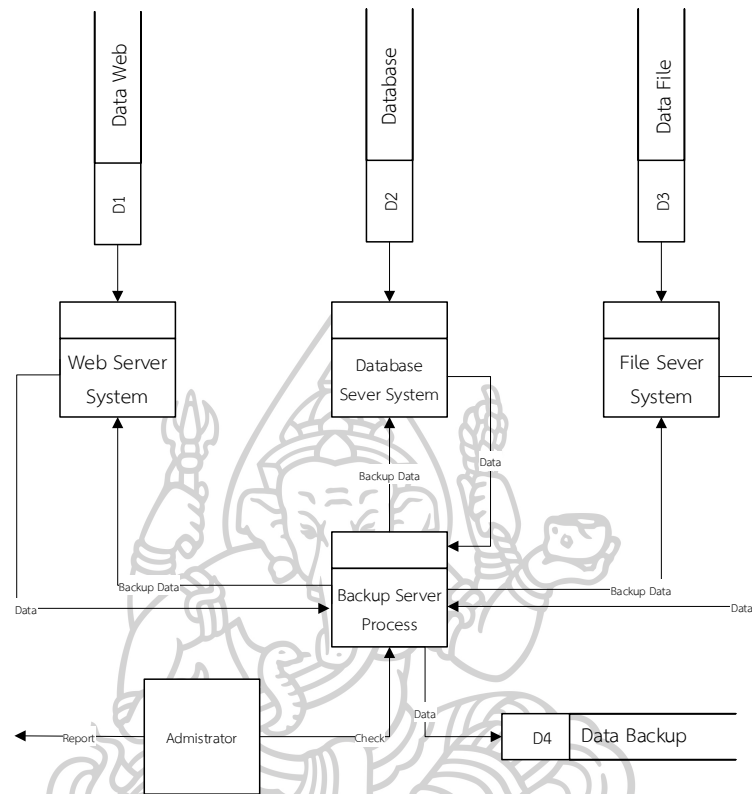 Data Web
Database
Data File
D1
D2
D3
Web Server
System
Database
Sever System
File Sever
System
Data
Backup Data
Backup Data
Backup Data
Data
Data
Backup Server
Process
Report
Admistrator
Check
Data
D4
Data Backup